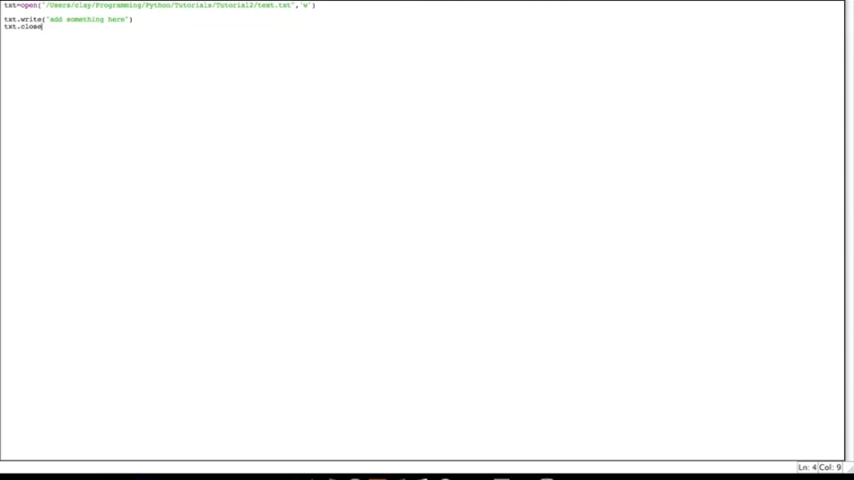 txt=open("/Users/clay/Programming/Python/Tutorials/Tutorial2/text.txt",'w')
txt.write("add something here")
txt.close
Ln: 4 Col: 9